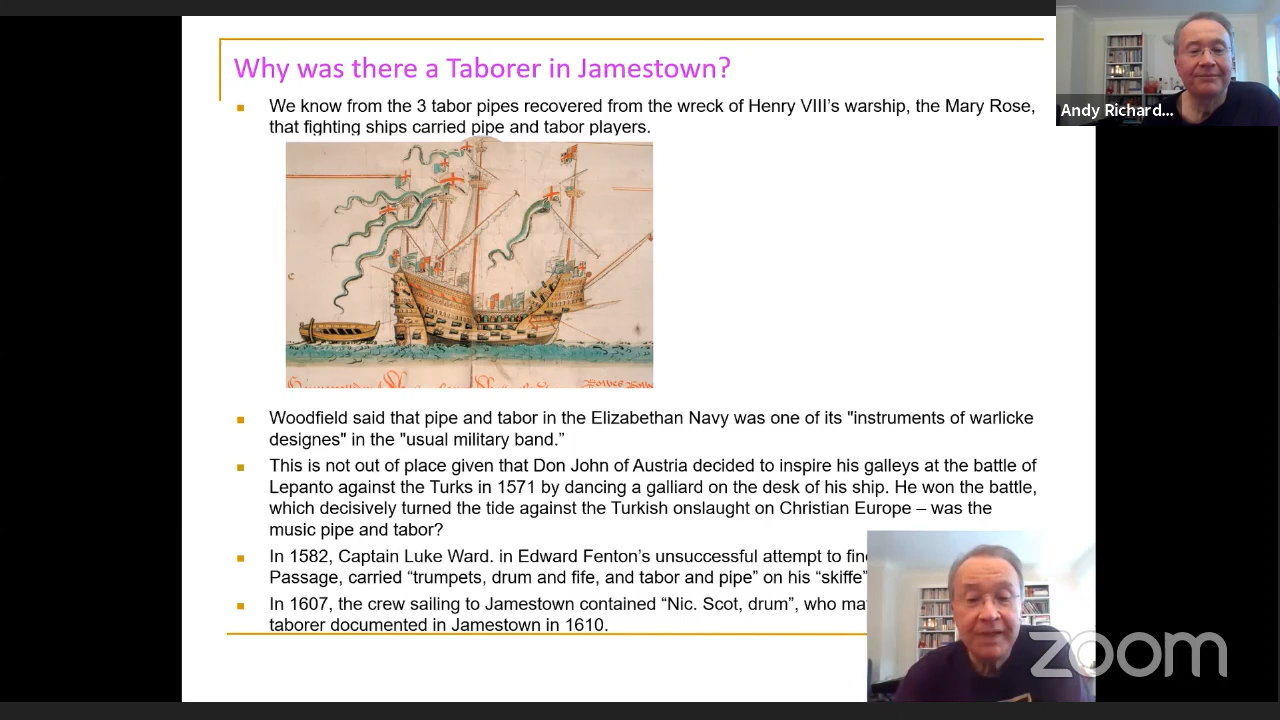 Why was there a Taborer in Jamestown?
We know from the 3 tabor pipes recovered from the wreck of Henry VIII's warship, the Mary Rose,
that fighting ships carried pipe and tabor players.
Woodfield said that pipe and tabor in the Elizabethan Navy was one of its "instruments of warlicke
designes" in the "usual military band.”
This is not out of place given that Don John of Austria decided to inspire his galleys at the battle of
Lepanto against the Turks in 1571 by dancing a galliard on the desk of his ship. He won the battle,
which decisively turned the tide against the Turkish onslaught on Christian Europe – was the
music pipe and tabor?
In 1582, Captain Luke Ward. in Edward Fenton's unsuccessful attempt to
Passage, carried “trumpets, drum and fife, and tabor and pipe” on his “skiffe”
In 1607, the crew sailing to Jamestown contained “Nic. Scot, drum”, who
taborer documented in Jamestown in 1610.
Andy Richard...
zoom